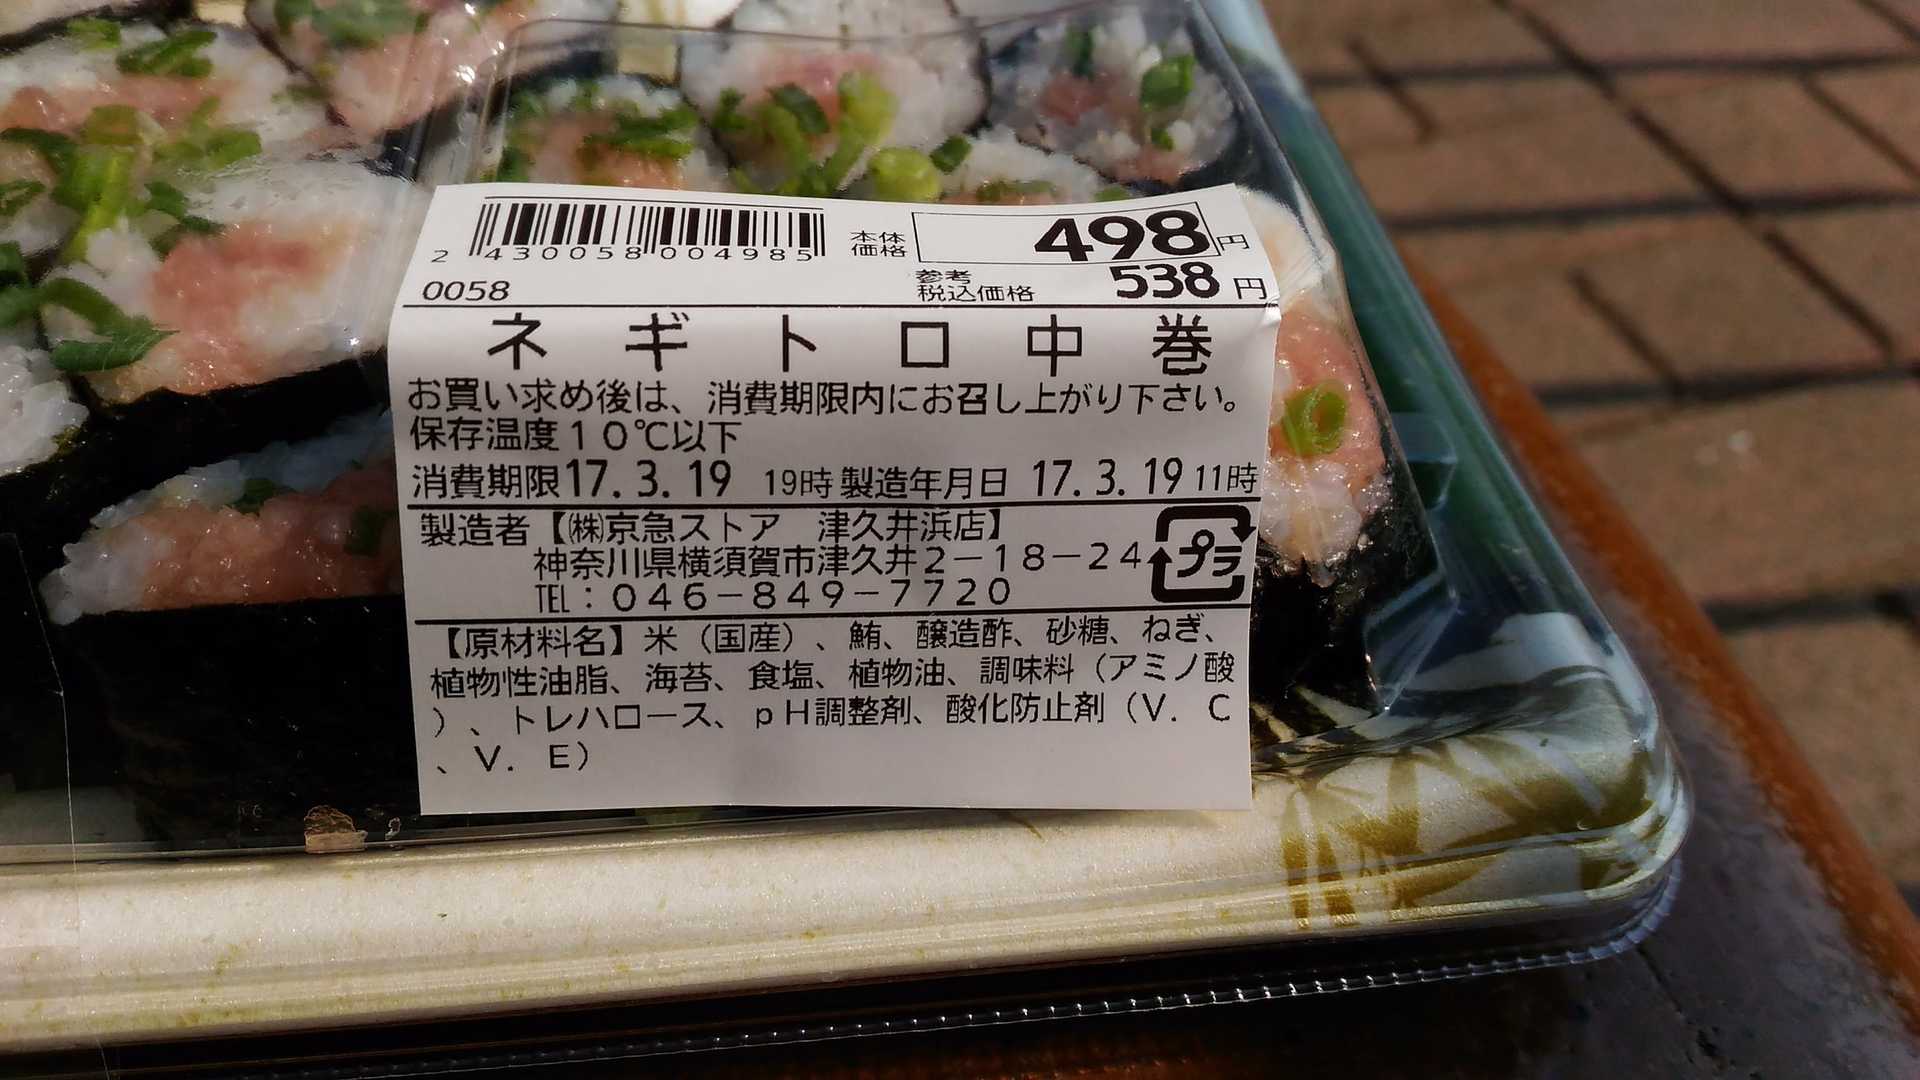 2 430058 004985
本体価格 498円
0058
参考税込価格 538円
ネギトロ中巻
お買い求め後は、消費期限内にお召し上がり下さい。
保存温度10℃以下
消費期限17.3.19 19時 製造年月日 17.3.19 11時
製造者【㈱京急ストア 津久井浜店】
神奈川県横須賀市津久井2-18-24
TEL:046-849-7720
プラ
【原材料名】米（国産）、鮪、醸造酢、砂糖、ねぎ、
植物性油脂、海苔、食塩、植物油、調味料（アミノ酸
）、トレハロース、pH調整剤、酸化防止剤（V.C
、V.E）